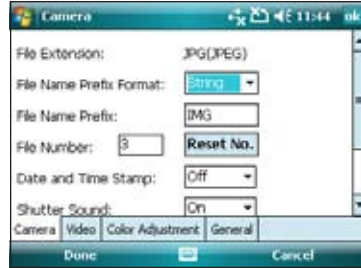 Camera 11:44 ok
File Extension: JPG(JPEG)
File Name Prefix Format: String
File Name Prefix: IMG
File Number: 3 Reset No.
Date and Time Stamp: Off
Shutter Sound: On
Camera Video Color Adjustment General
Done Cancel